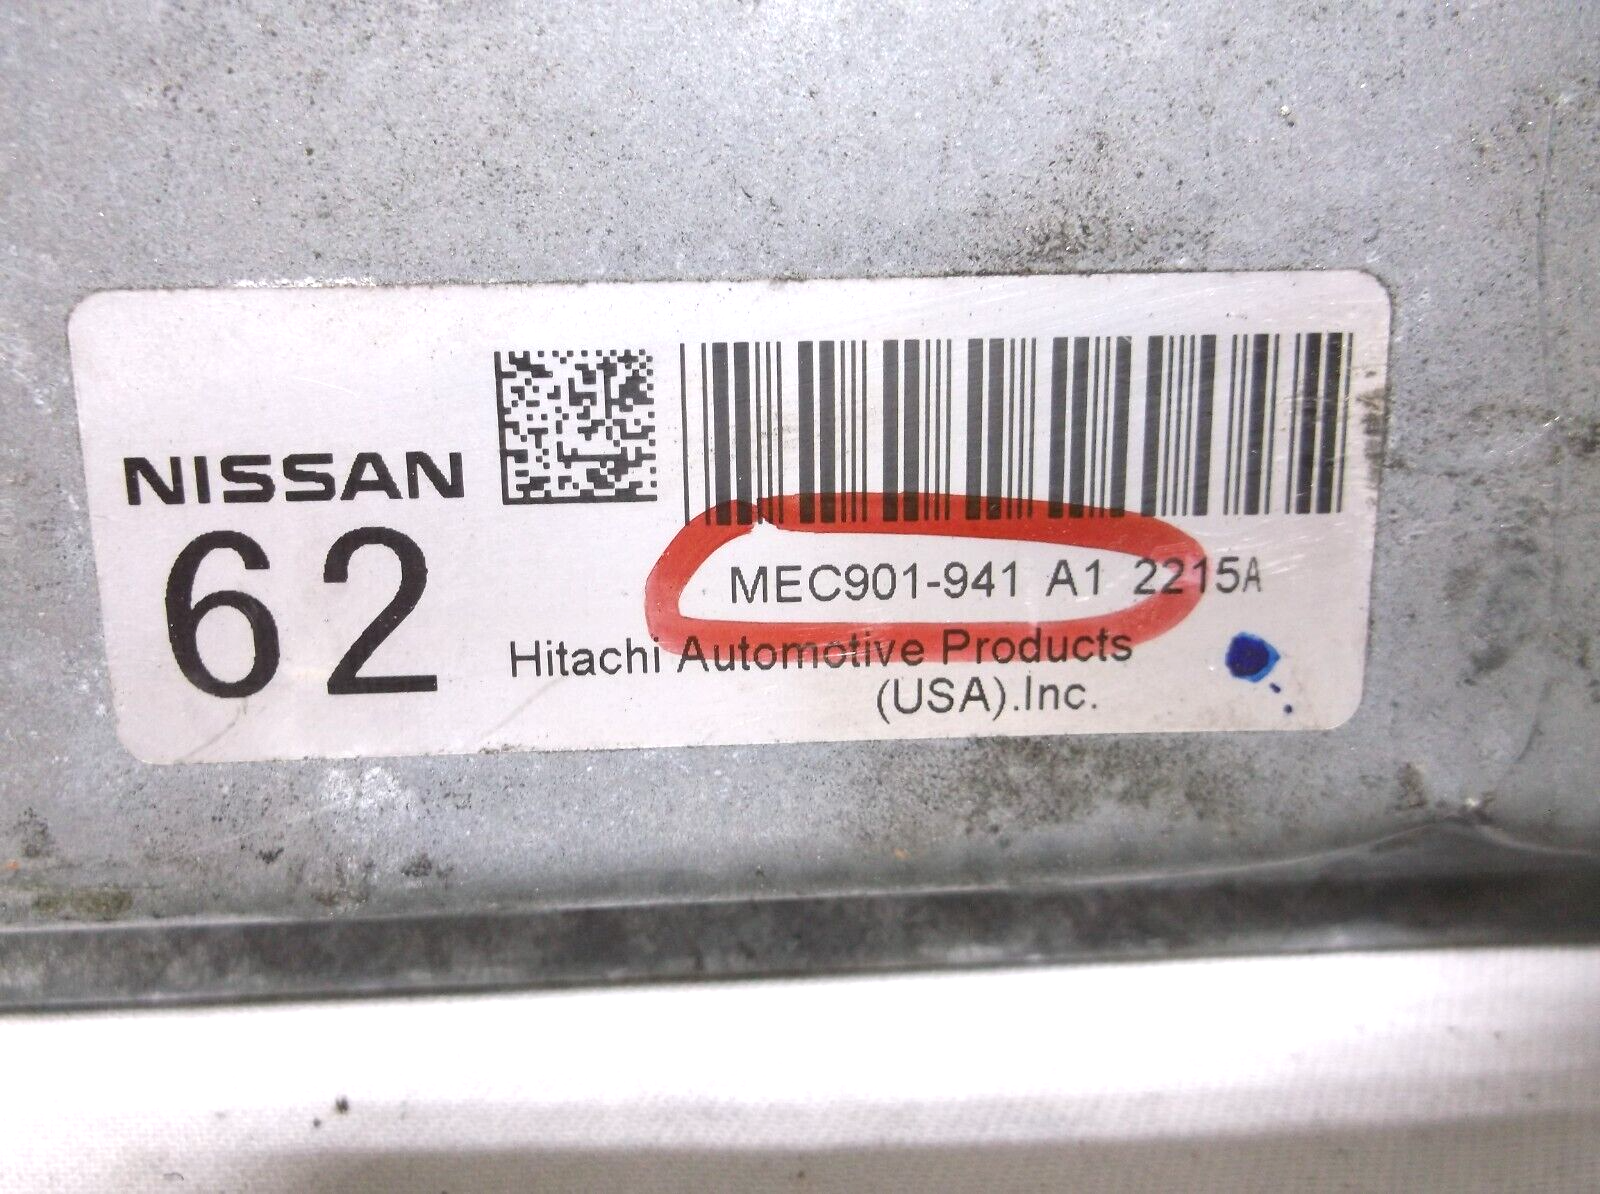 NISSAN
62
MEC901-941 A1 2215A
Hitachi Automotive Products
(USA).Inc.